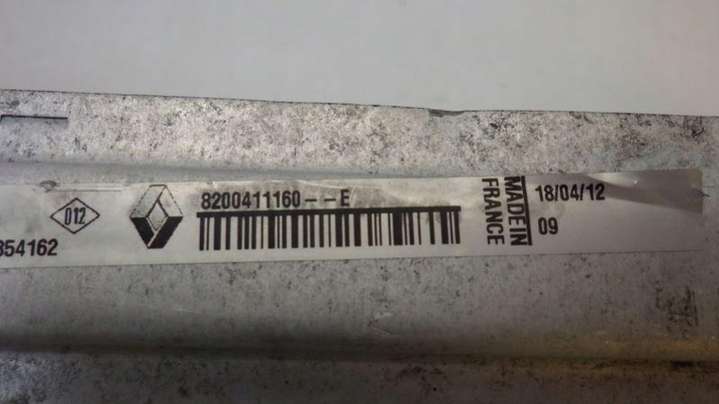 012
354162
8200411160--E
MADE IN
FRANCE
18/04/12
09